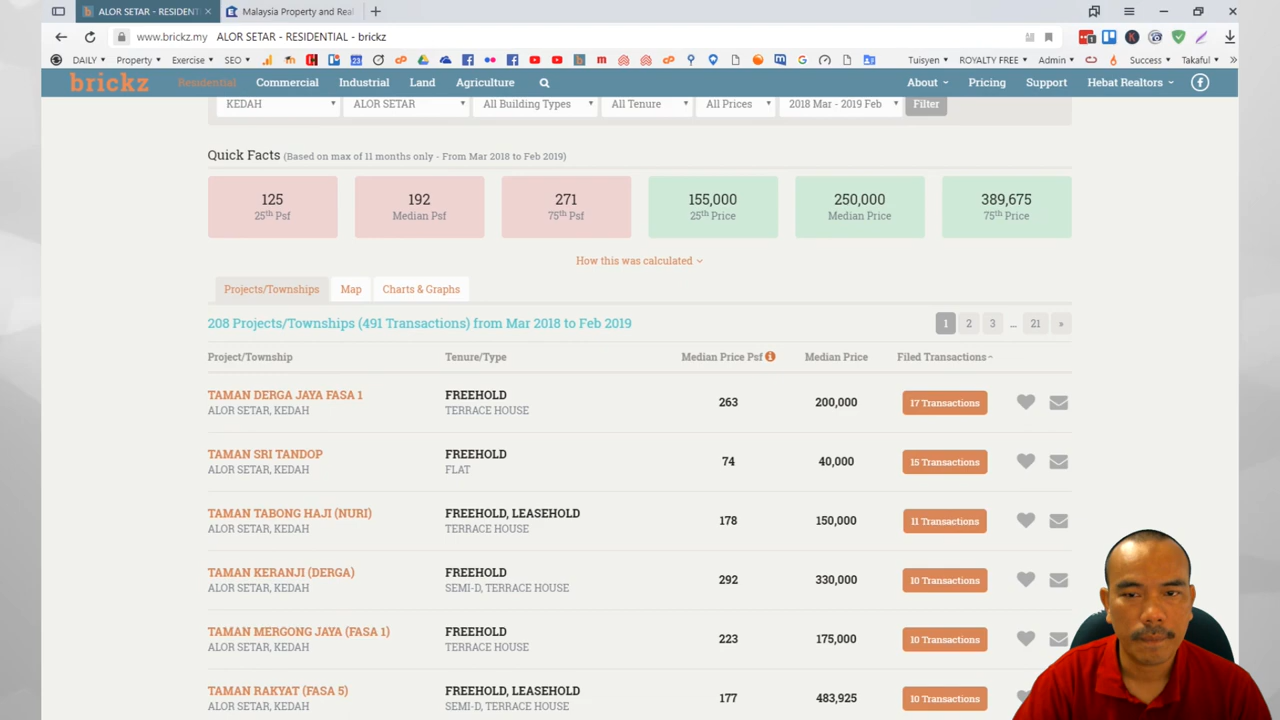 ALOR SETAR - RESIDENT ×
Malaysia Property and Real
www.brickz.my ALOR SETAR - RESIDENTIAL - brickz
DAILY Property Exercise SEO Tuisyen ROYALTY FREE Admin Success Takaful »
brickz Residential Commercial Industrial Land Agriculture About Pricing Support Hebat Realtors
KEDAH ALOR SETAR All Building Types All Tenure All Prices 2018 Mar - 2019 Feb Filter
Quick Facts (Based on max of 11 months only - From Mar 2018 to Feb 2019)
125 192 271 155,000 250,000 389,675
25th Psf Median Psf 75th Psf 25th Price Median Price 75th Price
How this was calculated
Projects/Townships Map Charts & Graphs
208 Projects/Townships (491 Transactions) from Mar 2018 to Feb 2019 1 2 3 ... 21 »
Project/Township Tenure/Type Median Price Psf Median Price Filed Transactions
TAMAN DERGA JAYA FASA 1 FREEHOLD 263 200,000 17 Transactions
ALOR SETAR, KEDAH TERRACE HOUSE
TAMAN SRI TANDOP FREEHOLD 74 40,000 15 Transactions
ALOR SETAR, KEDAH FLAT
TAMAN TABONG HAJI (NURI) FREEHOLD, LEASEHOLD 178 150,000 11 Transactions
ALOR SETAR, KEDAH TERRACE HOUSE
TAMAN KERANJI (DERGA) FREEHOLD 292 330,000 10 Transactions
ALOR SETAR, KEDAH SEMI-D, TERRACE HOUSE
TAMAN MERGONG JAYA (FASA 1) FREEHOLD 223 175,000 10 Transactions
ALOR SETAR, KEDAH TERRACE HOUSE
TAMAN RAKYAT (FASA 5) FREEHOLD, LEASEHOLD 177 483,925 10 Transactions
ALOR SETAR, KEDAH SEMI-D, TERRACE HOUSE